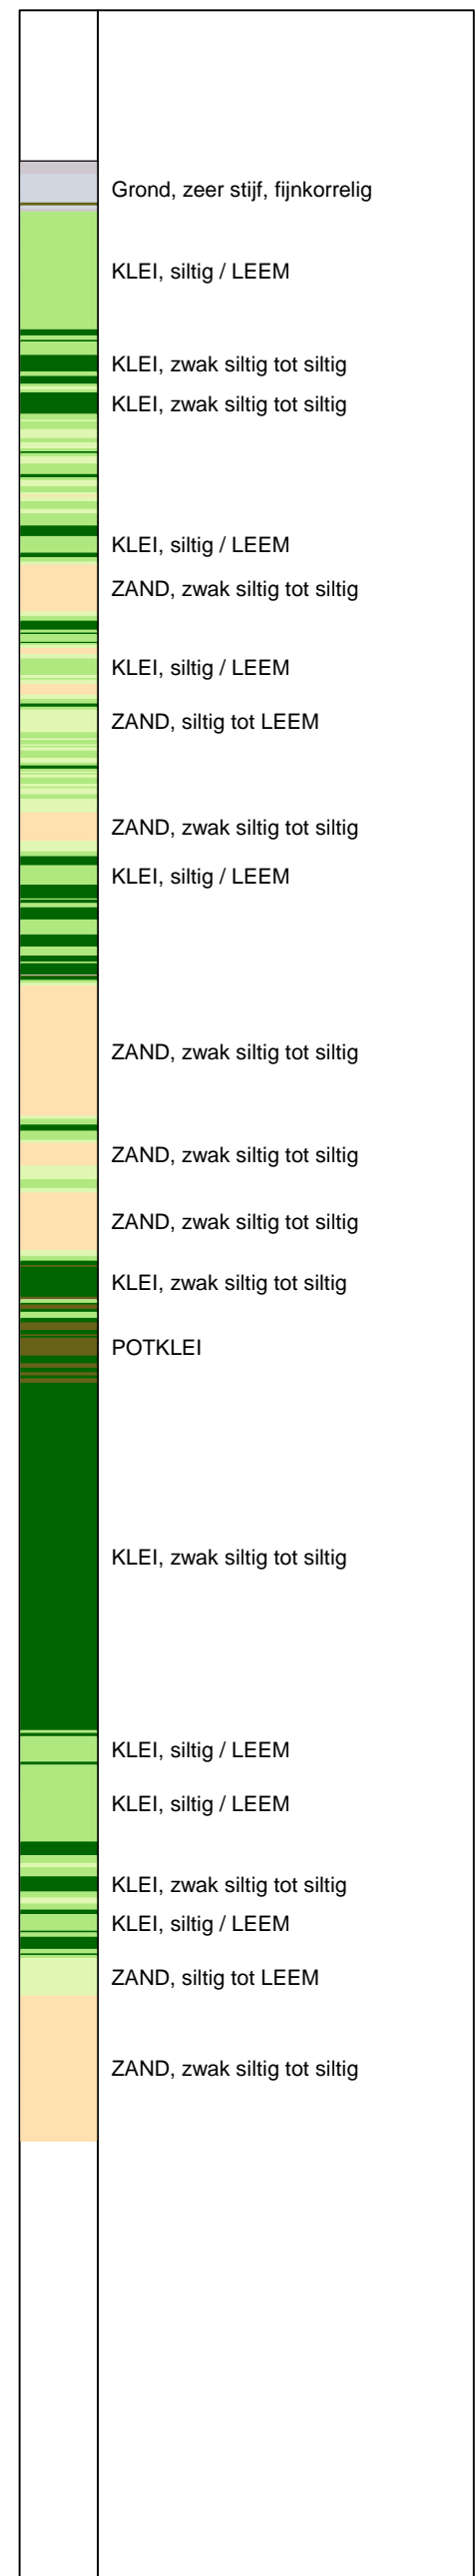 Grond, zeer stijf, fijnkorrelig
KLEI, siltig / LEEM
KLEI, zwak siltig tot siltig
KLEI, zwak siltig tot siltig
KLEI, siltig / LEEM
ZAND, zwak siltig tot siltig
KLEI, siltig / LEEM
ZAND, siltig tot LEEM
ZAND, zwak siltig tot siltig
KLEI, siltig / LEEM
ZAND, zwak siltig tot siltig
ZAND, zwak siltig tot siltig
ZAND, zwak siltig tot siltig
KLEI, zwak siltig tot siltig
POTKLEI
KLEI, zwak siltig tot siltig
KLEI, siltig / LEEM
KLEI, siltig / LEEM
KLEI, zwak siltig tot siltig
KLEI, siltig / LEEM
ZAND, siltig tot LEEM
ZAND, zwak siltig tot siltig